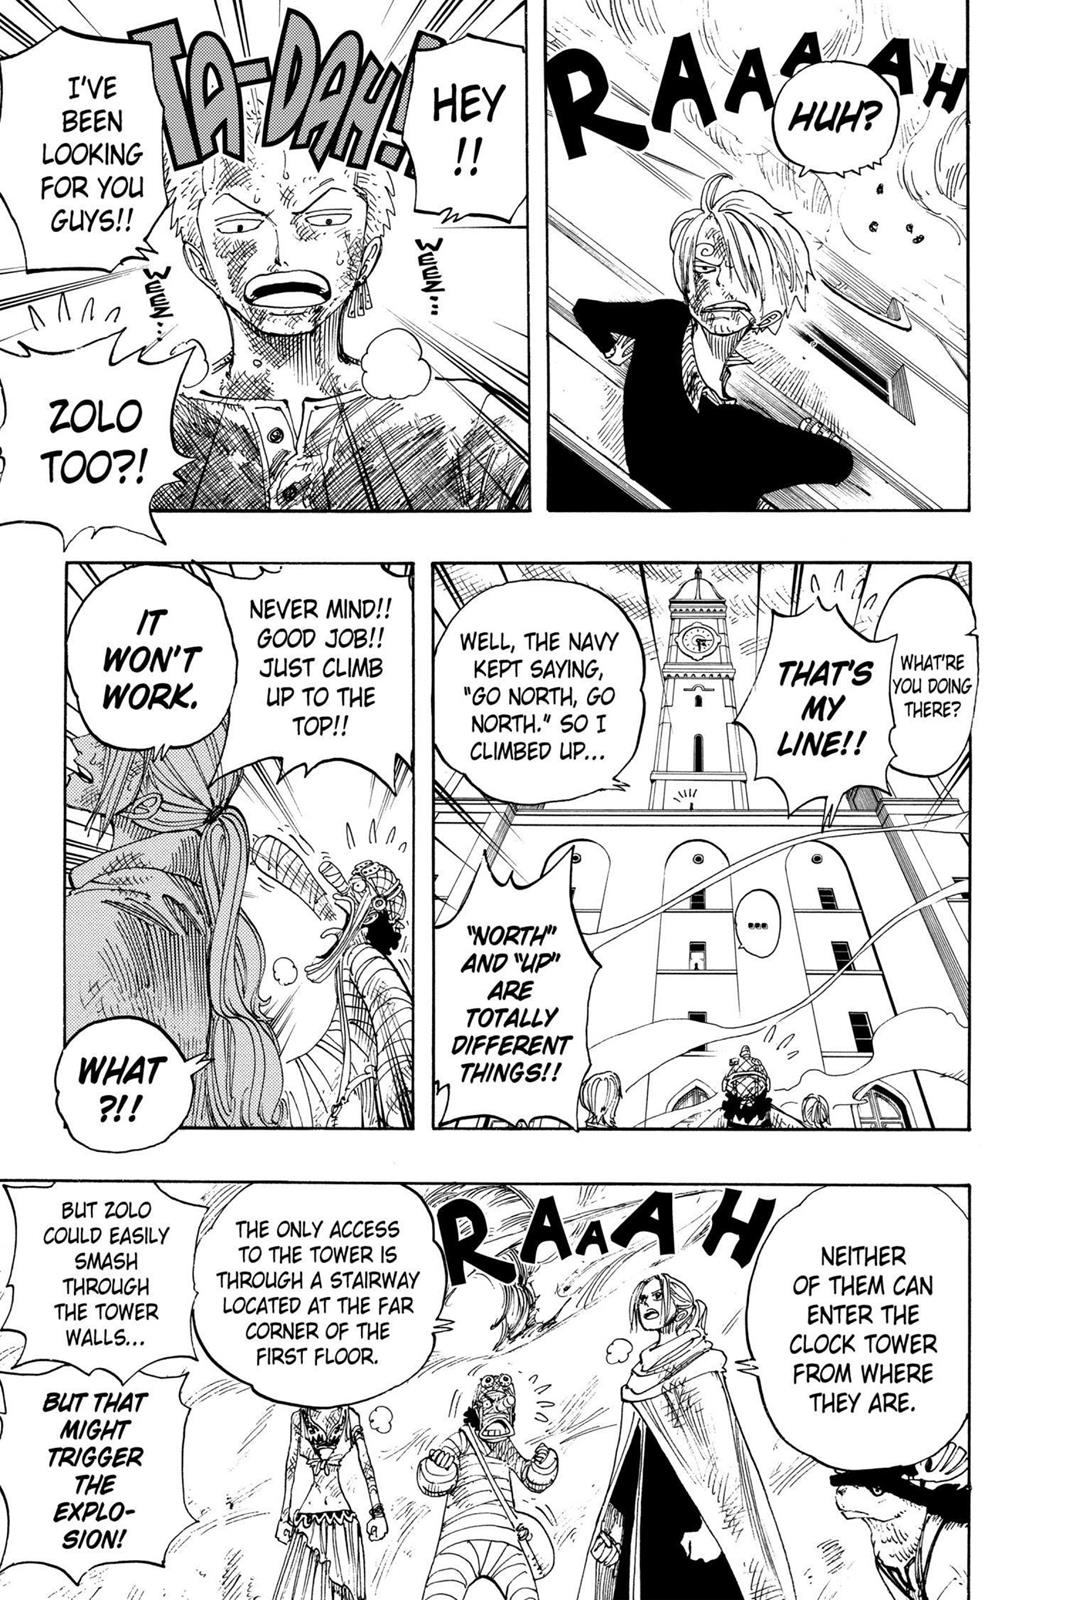 RAAAAH
HUH?
HEY
!!
TA-DAH!!
I'VE
BEEN
LOOKING
FOR YOU
GUYS!!
WEEZ...
WEEZ...
ZOLO
TOO?!
WHAT'RE
YOU DOING
THERE?
THAT'S
MY
LINE!!
WELL, THE NAVY
KEPT SAYING,
"GO NORTH, GO
NORTH." SO I
CLIMBED UP...
...
"NORTH"
AND "UP"
ARE
TOTALLY
DIFFERENT
THINGS!!
NEVER MIND!!
GOOD JOB!!
JUST CLIMB
UP TO THE
TOP!!
IT
WON'T
WORK.
WHAT
?!!
RAAAH
NEITHER
OF THEM CAN
ENTER THE
CLOCK TOWER
FROM WHERE
THEY ARE.
THE ONLY ACCESS
TO THE TOWER IS
THROUGH A STAIRWAY
LOCATED AT THE FAR
CORNER OF THE
FIRST FLOOR.
BUT ZOLO
COULD EASILY
SMASH
THROUGH
THE TOWER
WALLS...
BUT THAT
MIGHT
TRIGGER
THE
EXPLO-
SION!